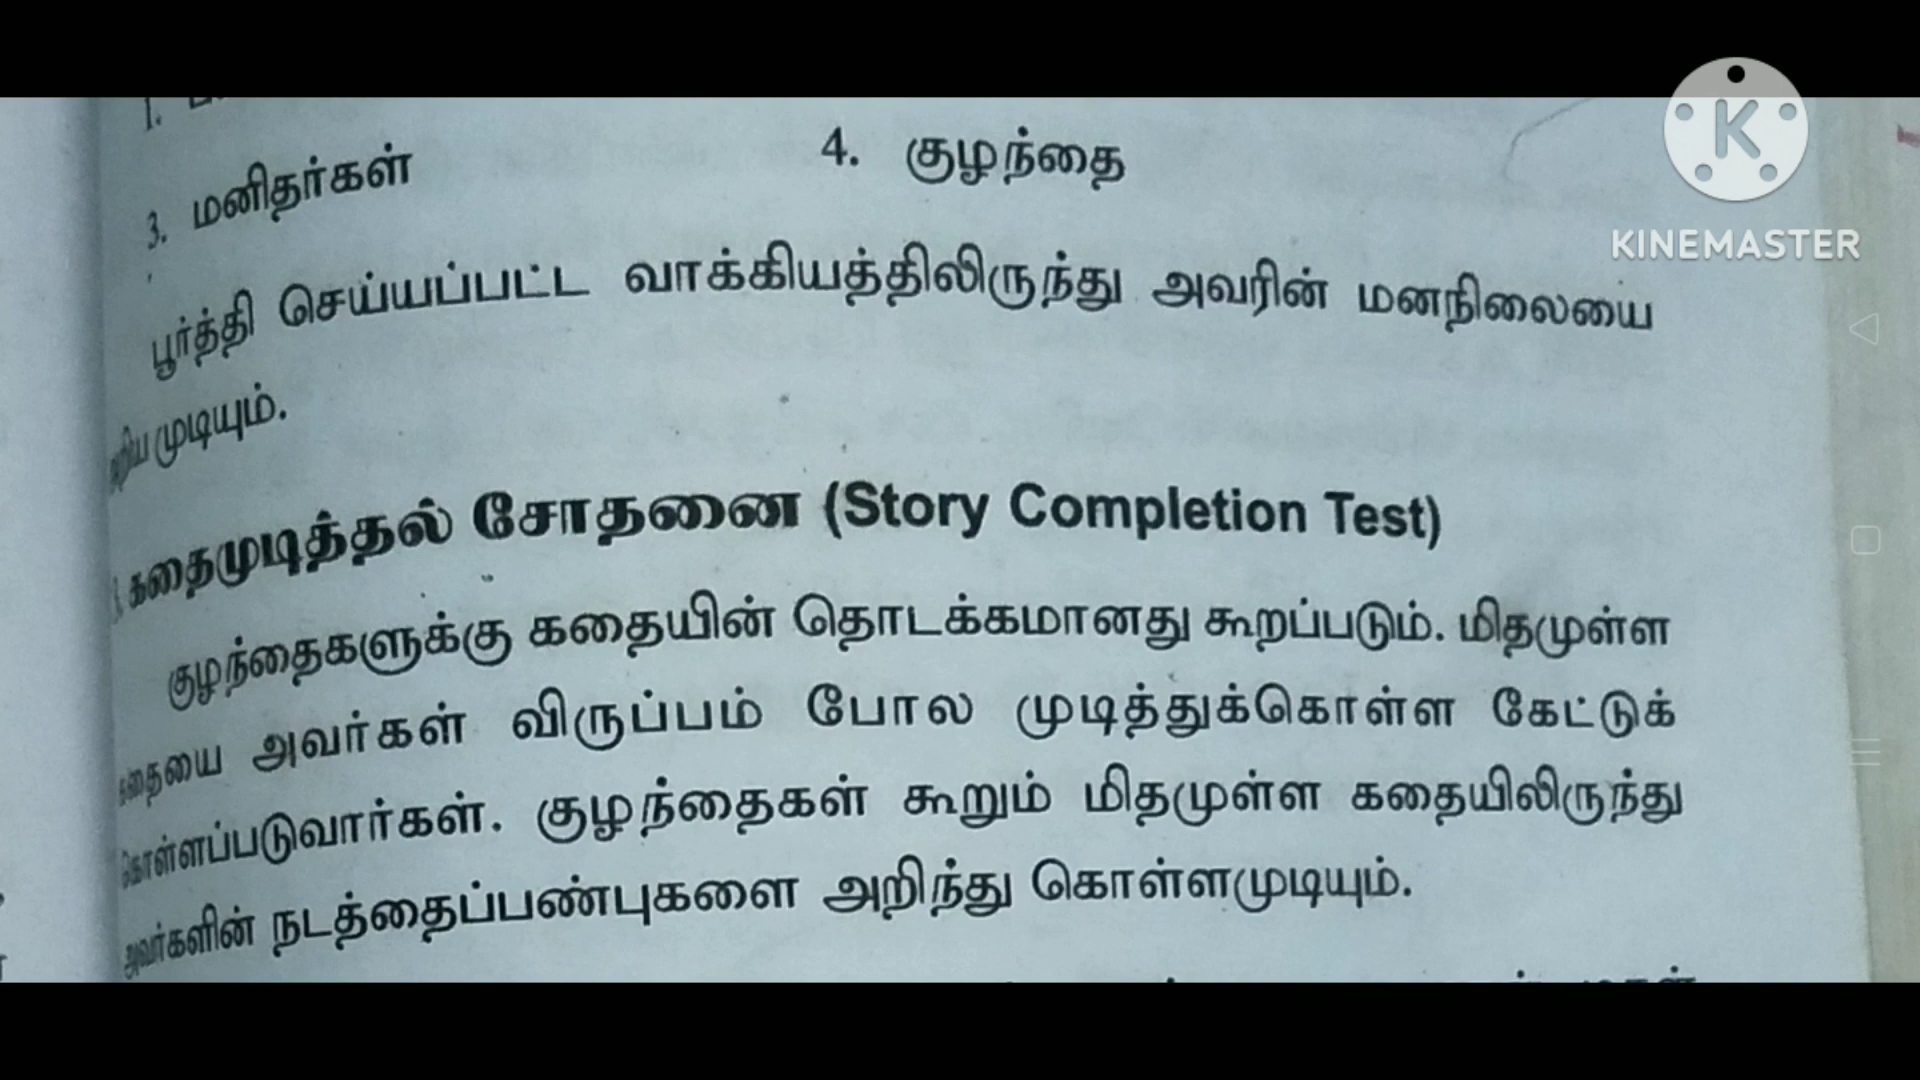 3. மனிதர்கள்
4. குழந்தை
பூர்த்தி செய்யப்பட்ட வாக்கியத்திலிருந்து அவரின் மனநிலையை
அறிய முடியும்.
கதைமுடித்தல் சோதனை (Story Completion Test)
குழந்தைகளுக்கு கதையின் தொடக்கமானது கூறப்படும். மிதமுள்ள
கதையை அவர்கள் விருப்பம் போல முடித்துக்கொள்ள கேட்டுக்
கொள்ளப்படுவார்கள். குழந்தைகள் கூறும் மிதமுள்ள கதையிலிருந்து
அவர்களின் நடத்தைப்பண்புகளை அறிந்து கொள்ளமுடியும்.
K
KINEMASTER